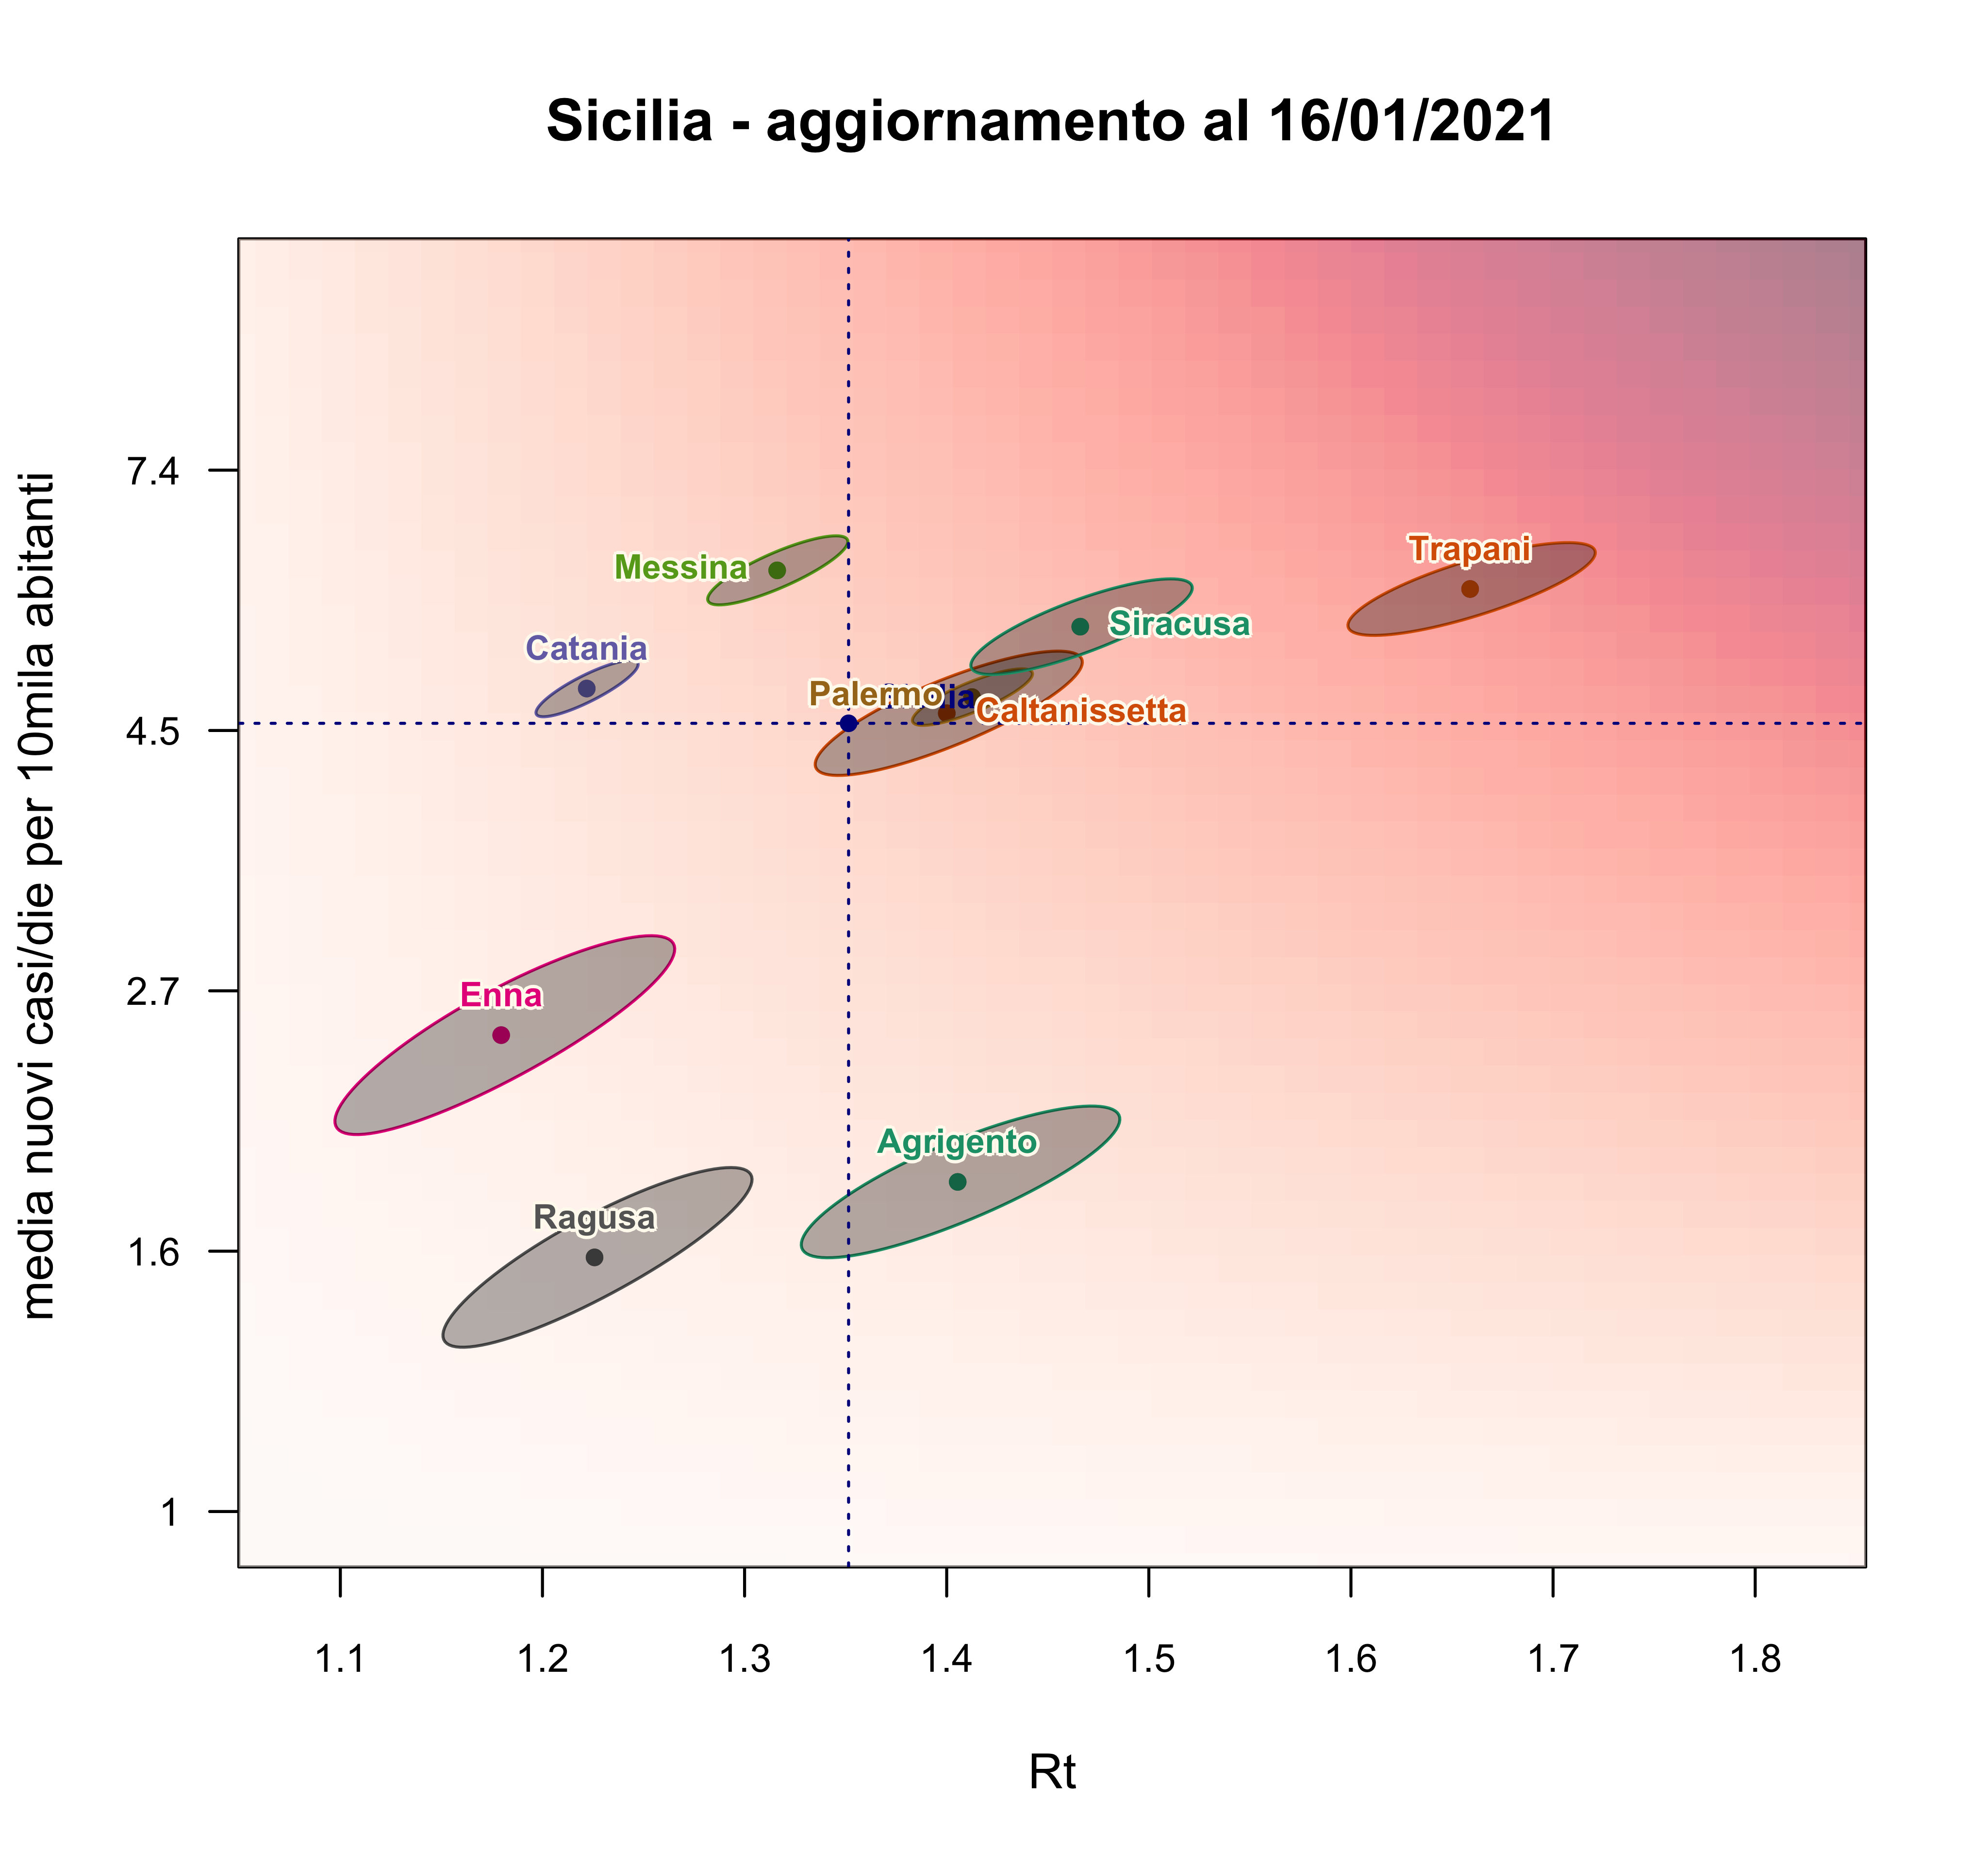 Sicilia - aggiornamento al 16/01/2021
media nuovi casi/die per 10mila abitanti
7.4
4.5
2.7
1.6
1
Messina
Trapani
Siracusa
Catania
Palermo
Caltanissetta
Enna
Agrigento
Ragusa
1.1 1.2 1.3 1.4 1.5 1.6 1.7 1.8
Rt